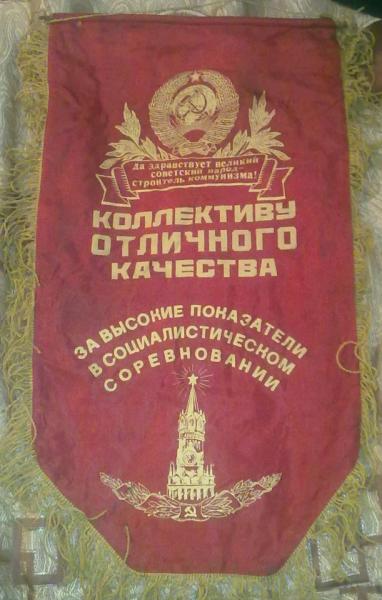 Да здравствует великий
советский народ
строитель коммунизма!
КОЛЛЕКТИВУ
ОТЛИЧНОГО
КАЧЕСТВА
ЗА ВЫСОКИЕ ПОКАЗАТЕЛИ
В СОЦИАЛИСТИЧЕСКОМ
СОРЕВНОВАНИИ